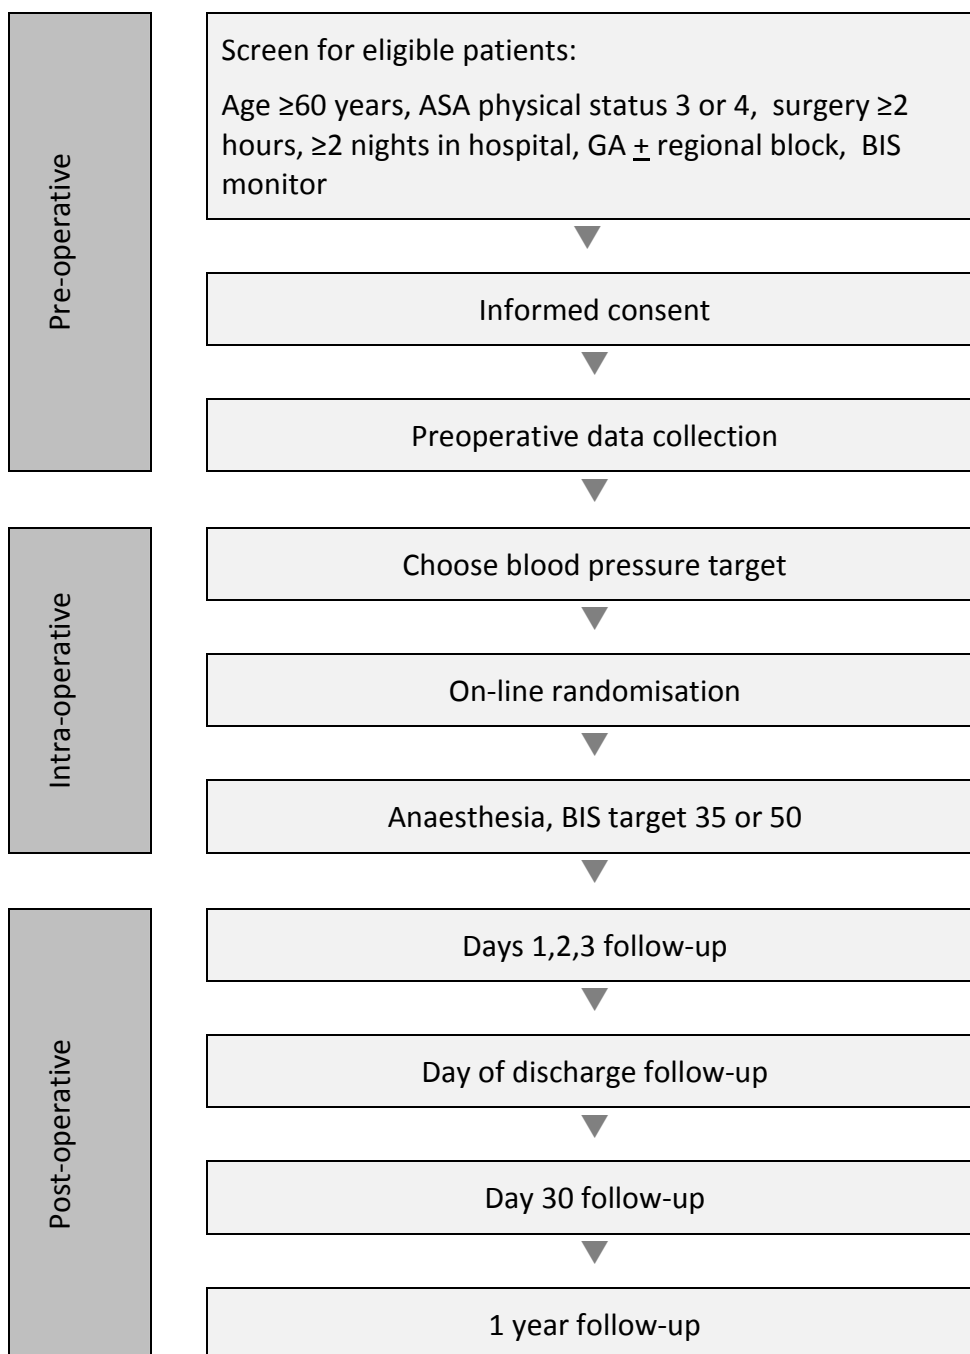 Pre-operative
Screen for eligible patients:
Age ≥60 years, ASA physical status 3 or 4,  surgery ≥2
hours, ≥2 nights in hospital, GA ± regional block,  BIS
monitor
Informed consent
Preoperative data collection
Intra-operative
Choose blood pressure target
On-line randomisation
Anaesthesia, BIS target 35 or 50
Post-operative
Days 1,2,3 follow-up
Day of discharge follow-up
Day 30 follow-up
1 year follow-up